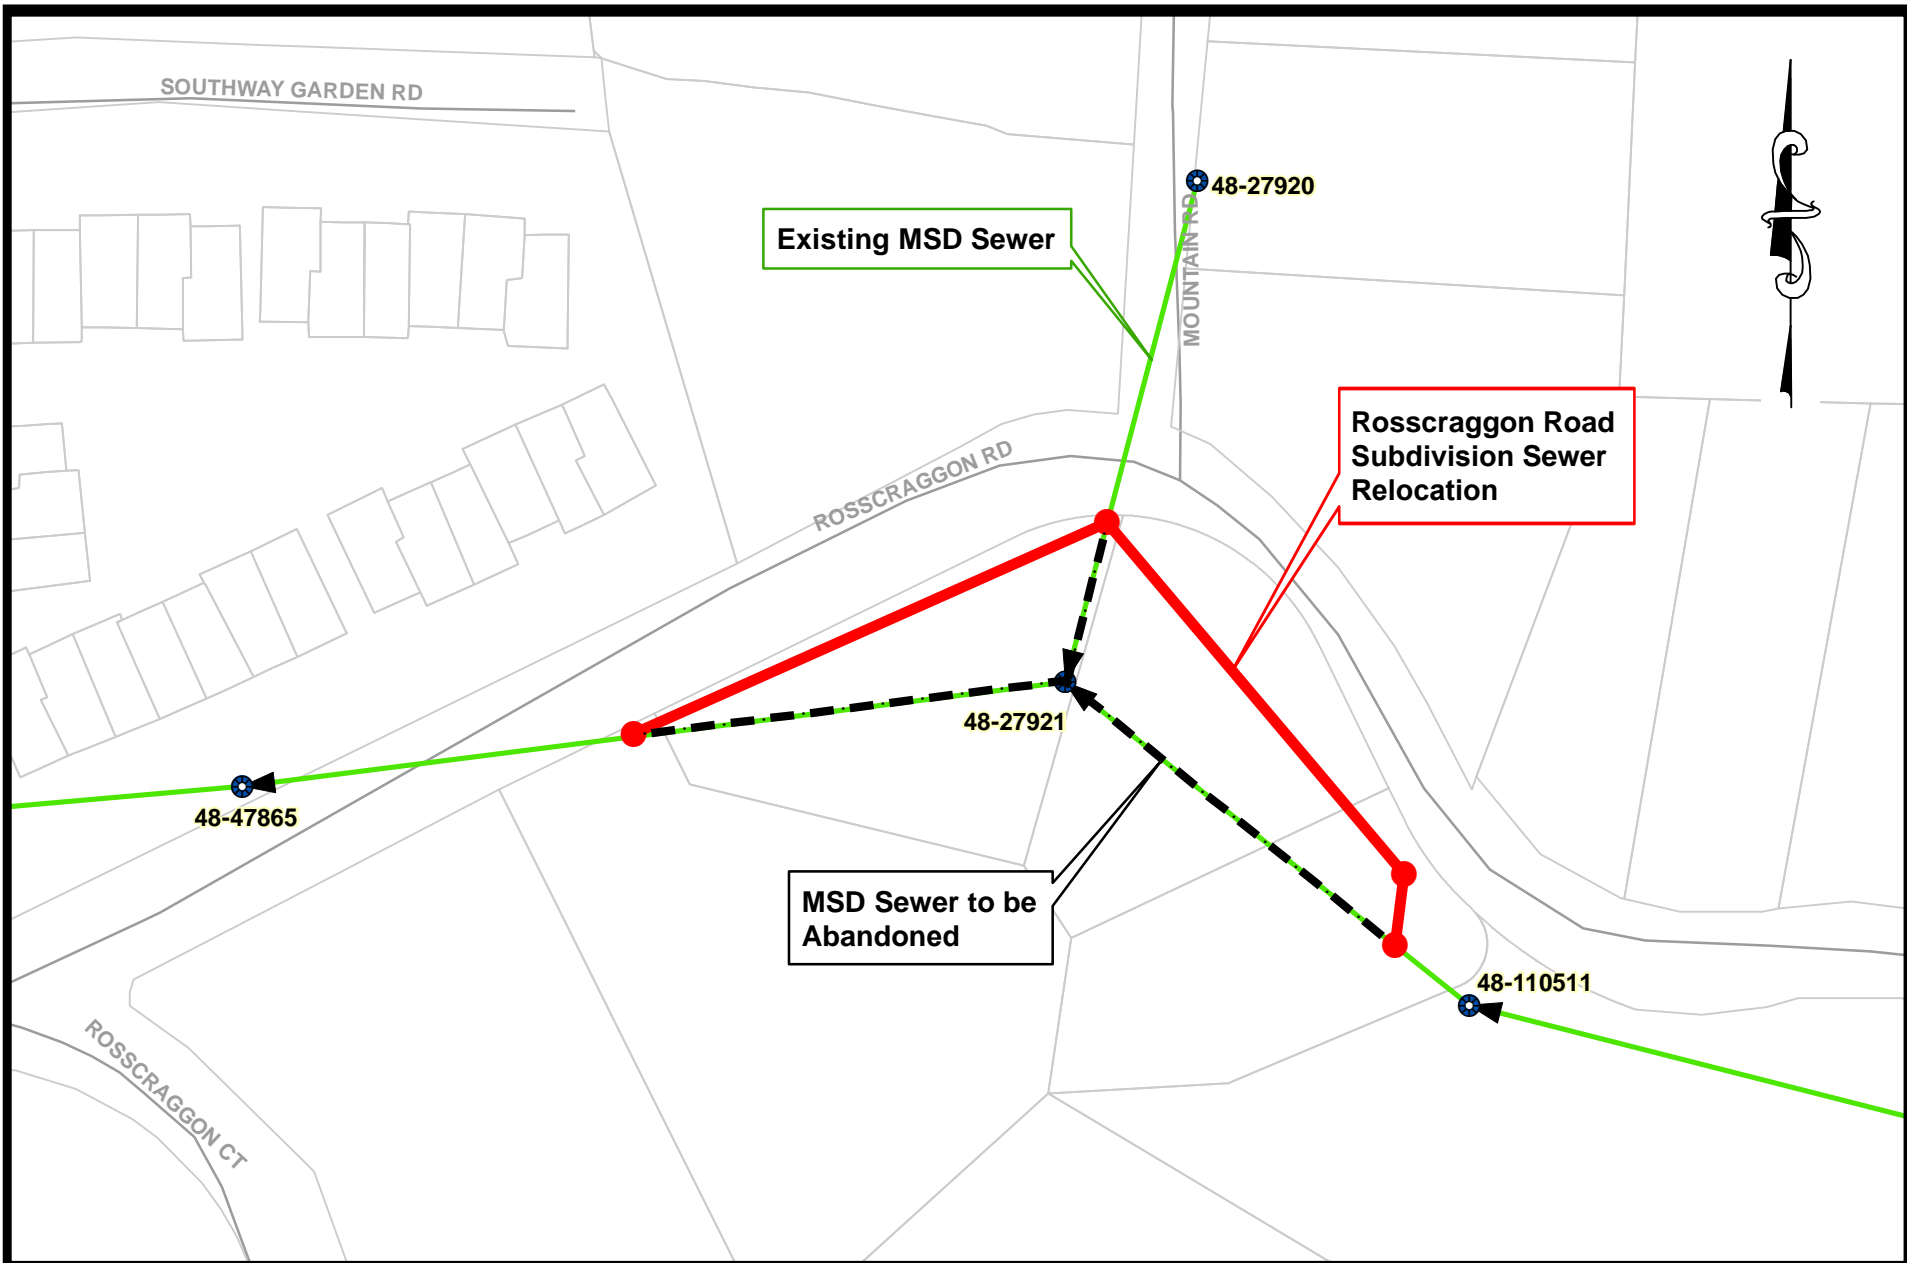 SOUTHWAY GARDEN RD
48-27920
MOUNTAIN RD
Existing MSD Sewer
Rosscraggon Road
Subdivision Sewer
Relocation
ROSSCRAGGON RD
48-27921
48-47865
MSD Sewer to be
Abandoned
48-110511
ROSSCRAGGON CT